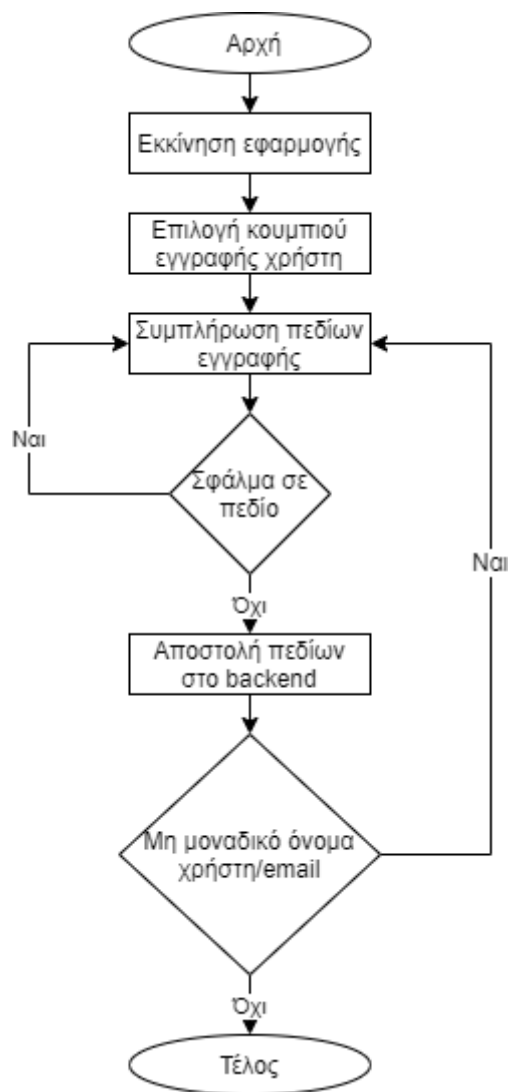 Αρχή
Εκκίνηση εφαρμογής
Επιλογή κουμπιού
εγγραφής χρήστη
Συμπλήρωση πεδίων
εγγραφής
Ναι
Σφάλμα σε
πεδίο
Ναι
Όχι
Αποστολή πεδίων
στο backend
Μη μοναδικό όνομα
χρήστη/email
Όχι
Τέλος